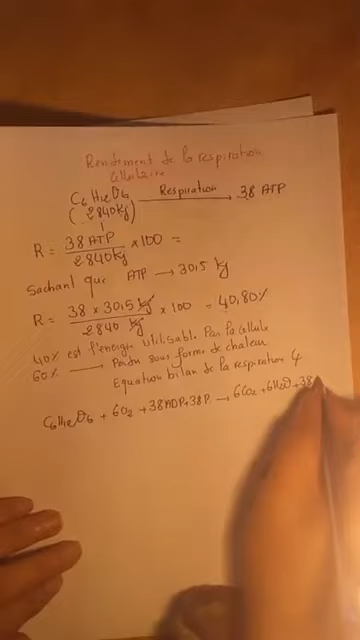 Rendement de la respiration
cellulaire
C6H12O6 Respiration → 38 ATP
(2840kj)
R = 38 ATP / 2840kj × 100 =
Sachant que ATP → 30,5 kj
R = 38 × 30,5 kj / 2840 kj × 100 = 40,80%
40% est l'énergie utilisable Par la cellule
60% → Perdu sous forme de chaleur
Equation bilan de la respiration
C6H12O6 + 6O2 + 38ADP + 38P → 6CO2 + 6H2O + 38